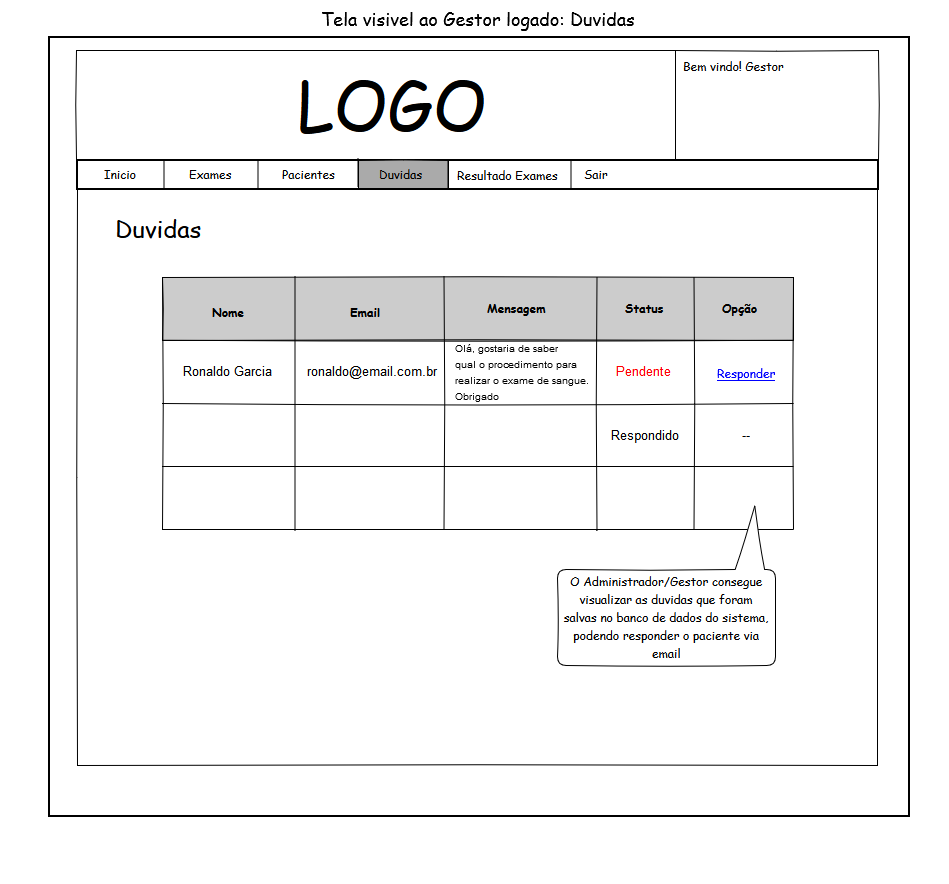 Tela visivel ao Gestor logado: Duvidas
LOGO
Bem vindo! Gestor
Inicio Exames Pacientes Duvidas Resultado Exames Sair
Duvidas
Nome Email Mensagem Status Opção
Ronaldo Garcia ronaldo@email.com.br
Olá, gostaria de saber
qual o procedimento para
realizar o exame de sangue.
Obrigado
Pendente Responder
Respondido --
O Administrador/Gestor consegue
visualizar as duvidas que foram
salvas no banco de dados do sistema,
podendo responder o paciente via
email